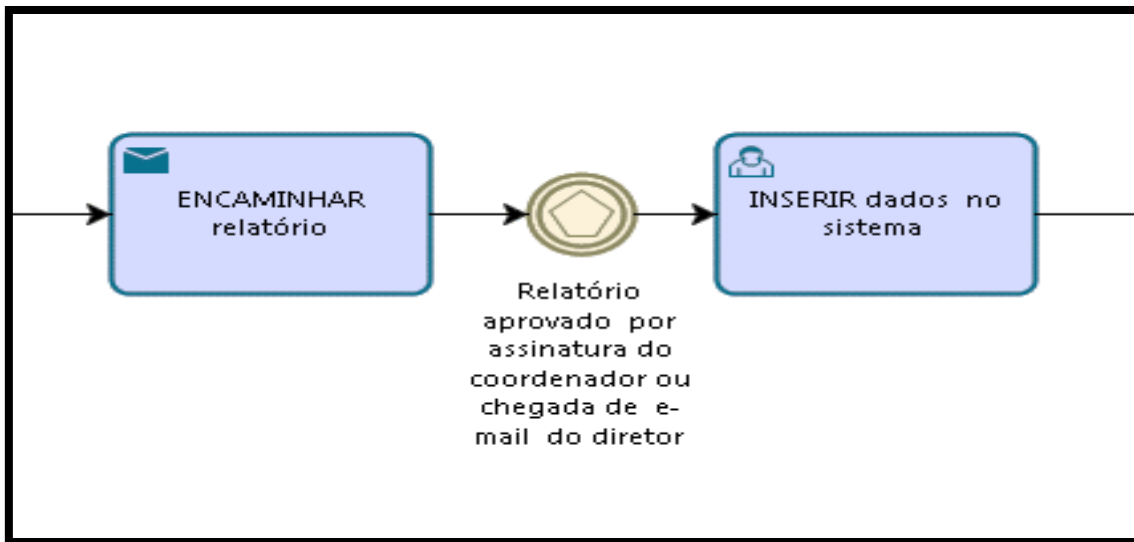 ENCAMINHAR
relatório
INSERIR dados no
sistema
Relatório
aprovado por
assinatura do
coordenador ou
chegada de e-
mail do diretor